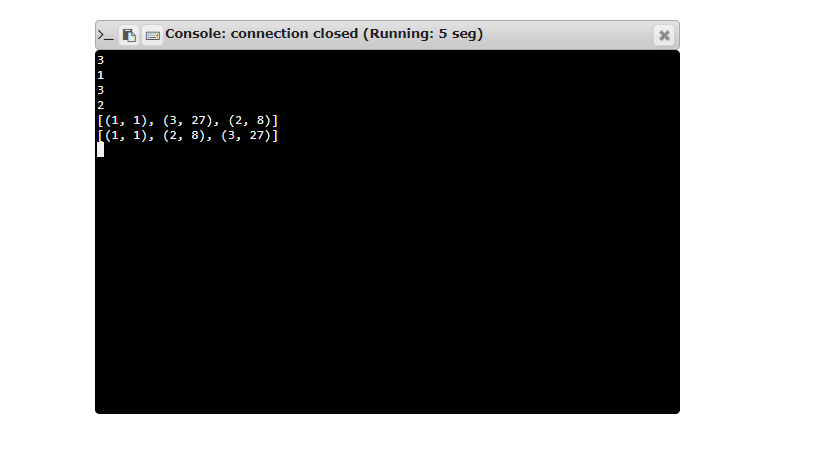 >_ Console: connection closed (Running: 5 seg)
3
1
3
2
[(1, 1), (3, 27), (2, 8)]
[(1, 1), (2, 8), (3, 27)]